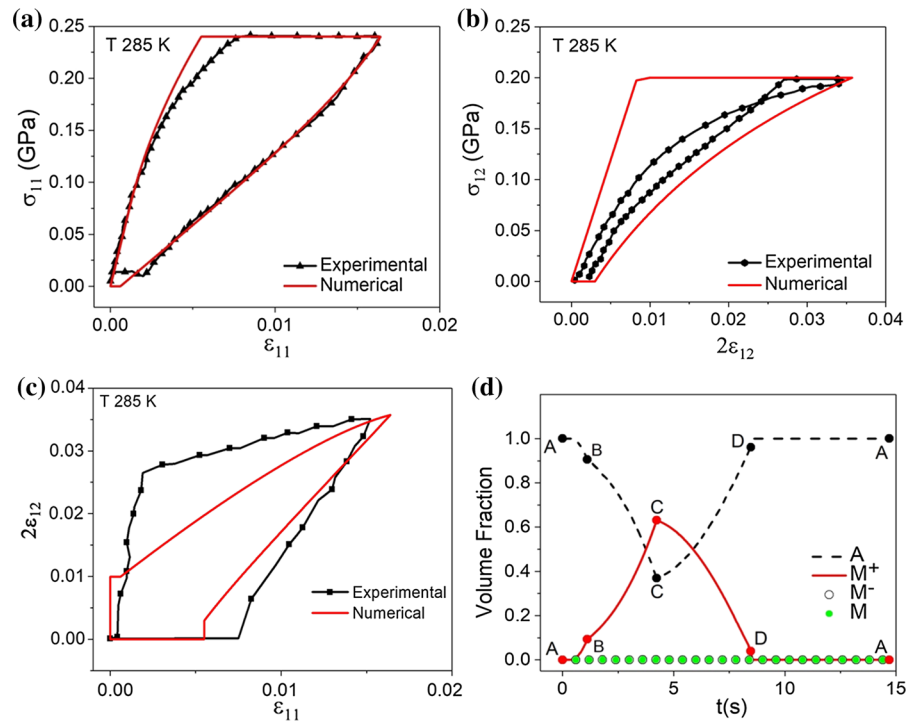 (a)
T 285 K
0.25
0.20
0.15
0.10
0.05
0.00
σ11 (GPa)
Experimental
Numerical
0.00 0.01 0.02
ε11
(b)
T 285 K
0.25
0.20
0.15
0.10
0.05
0.00
σ12 (GPa)
Experimental
Numerical
0.00 0.01 0.02 0.03 0.04
2ε12
(c)
T 285 K
0.04
0.03
0.02
0.01
0.00
2ε12
Experimental
Numerical
0.00 0.01 0.02
ε11
(d)
1.0
0.8
0.6
0.4
0.2
0.0
Volume Fraction
A B D A
C
C
A B D A
A
M+
M-
M
0 5 10 15
t(s)